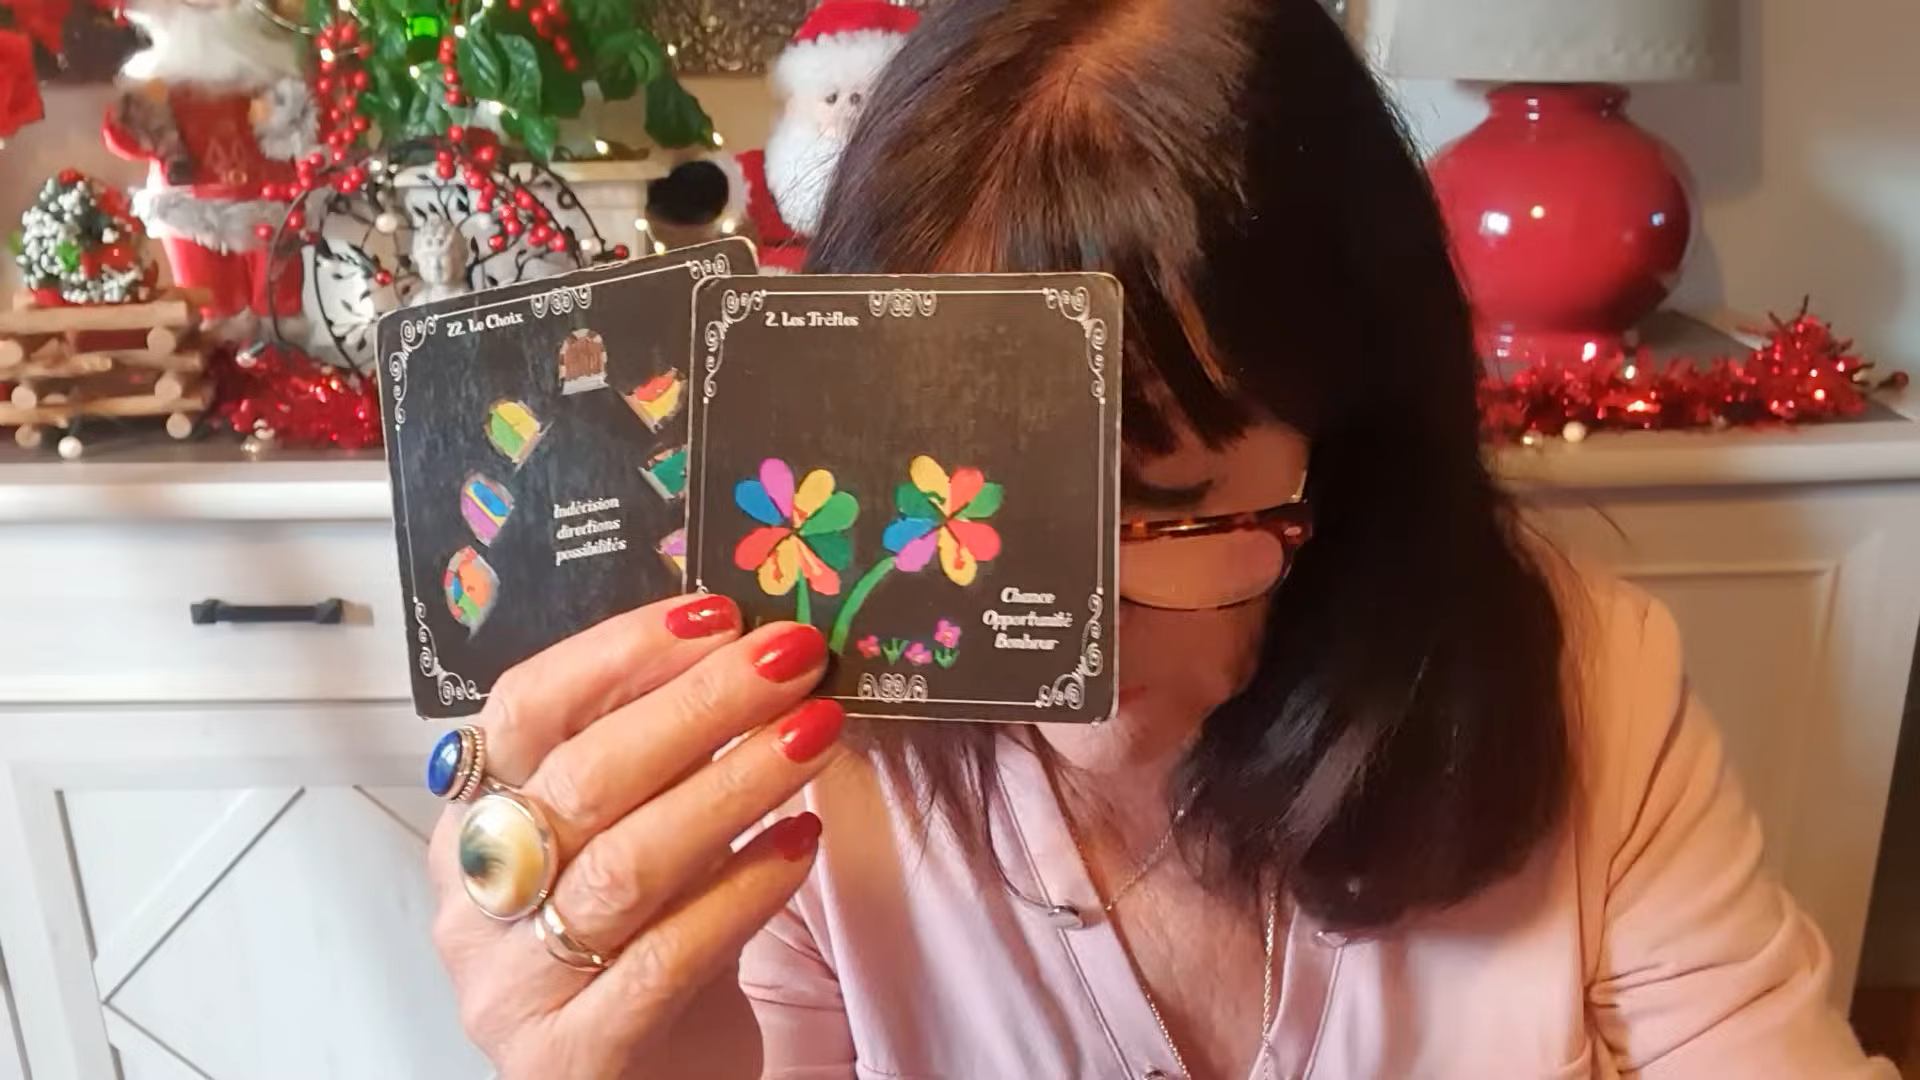 22. Le Choix
Indécision
directions
possibilités
2. Les Trèfles
Chance
Opportunité
Bonheur